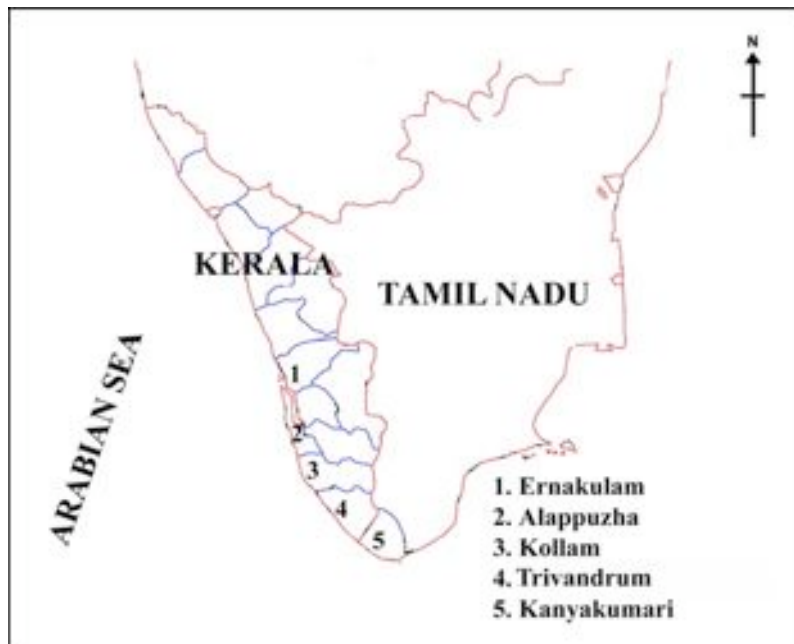 N
KERALA
TAMIL NADU
ARABIAN SEA
1
2
3
4
5
1. Ernakulam
2. Alappuzha
3. Kollam
4. Trivandrum
5. Kanyakumari